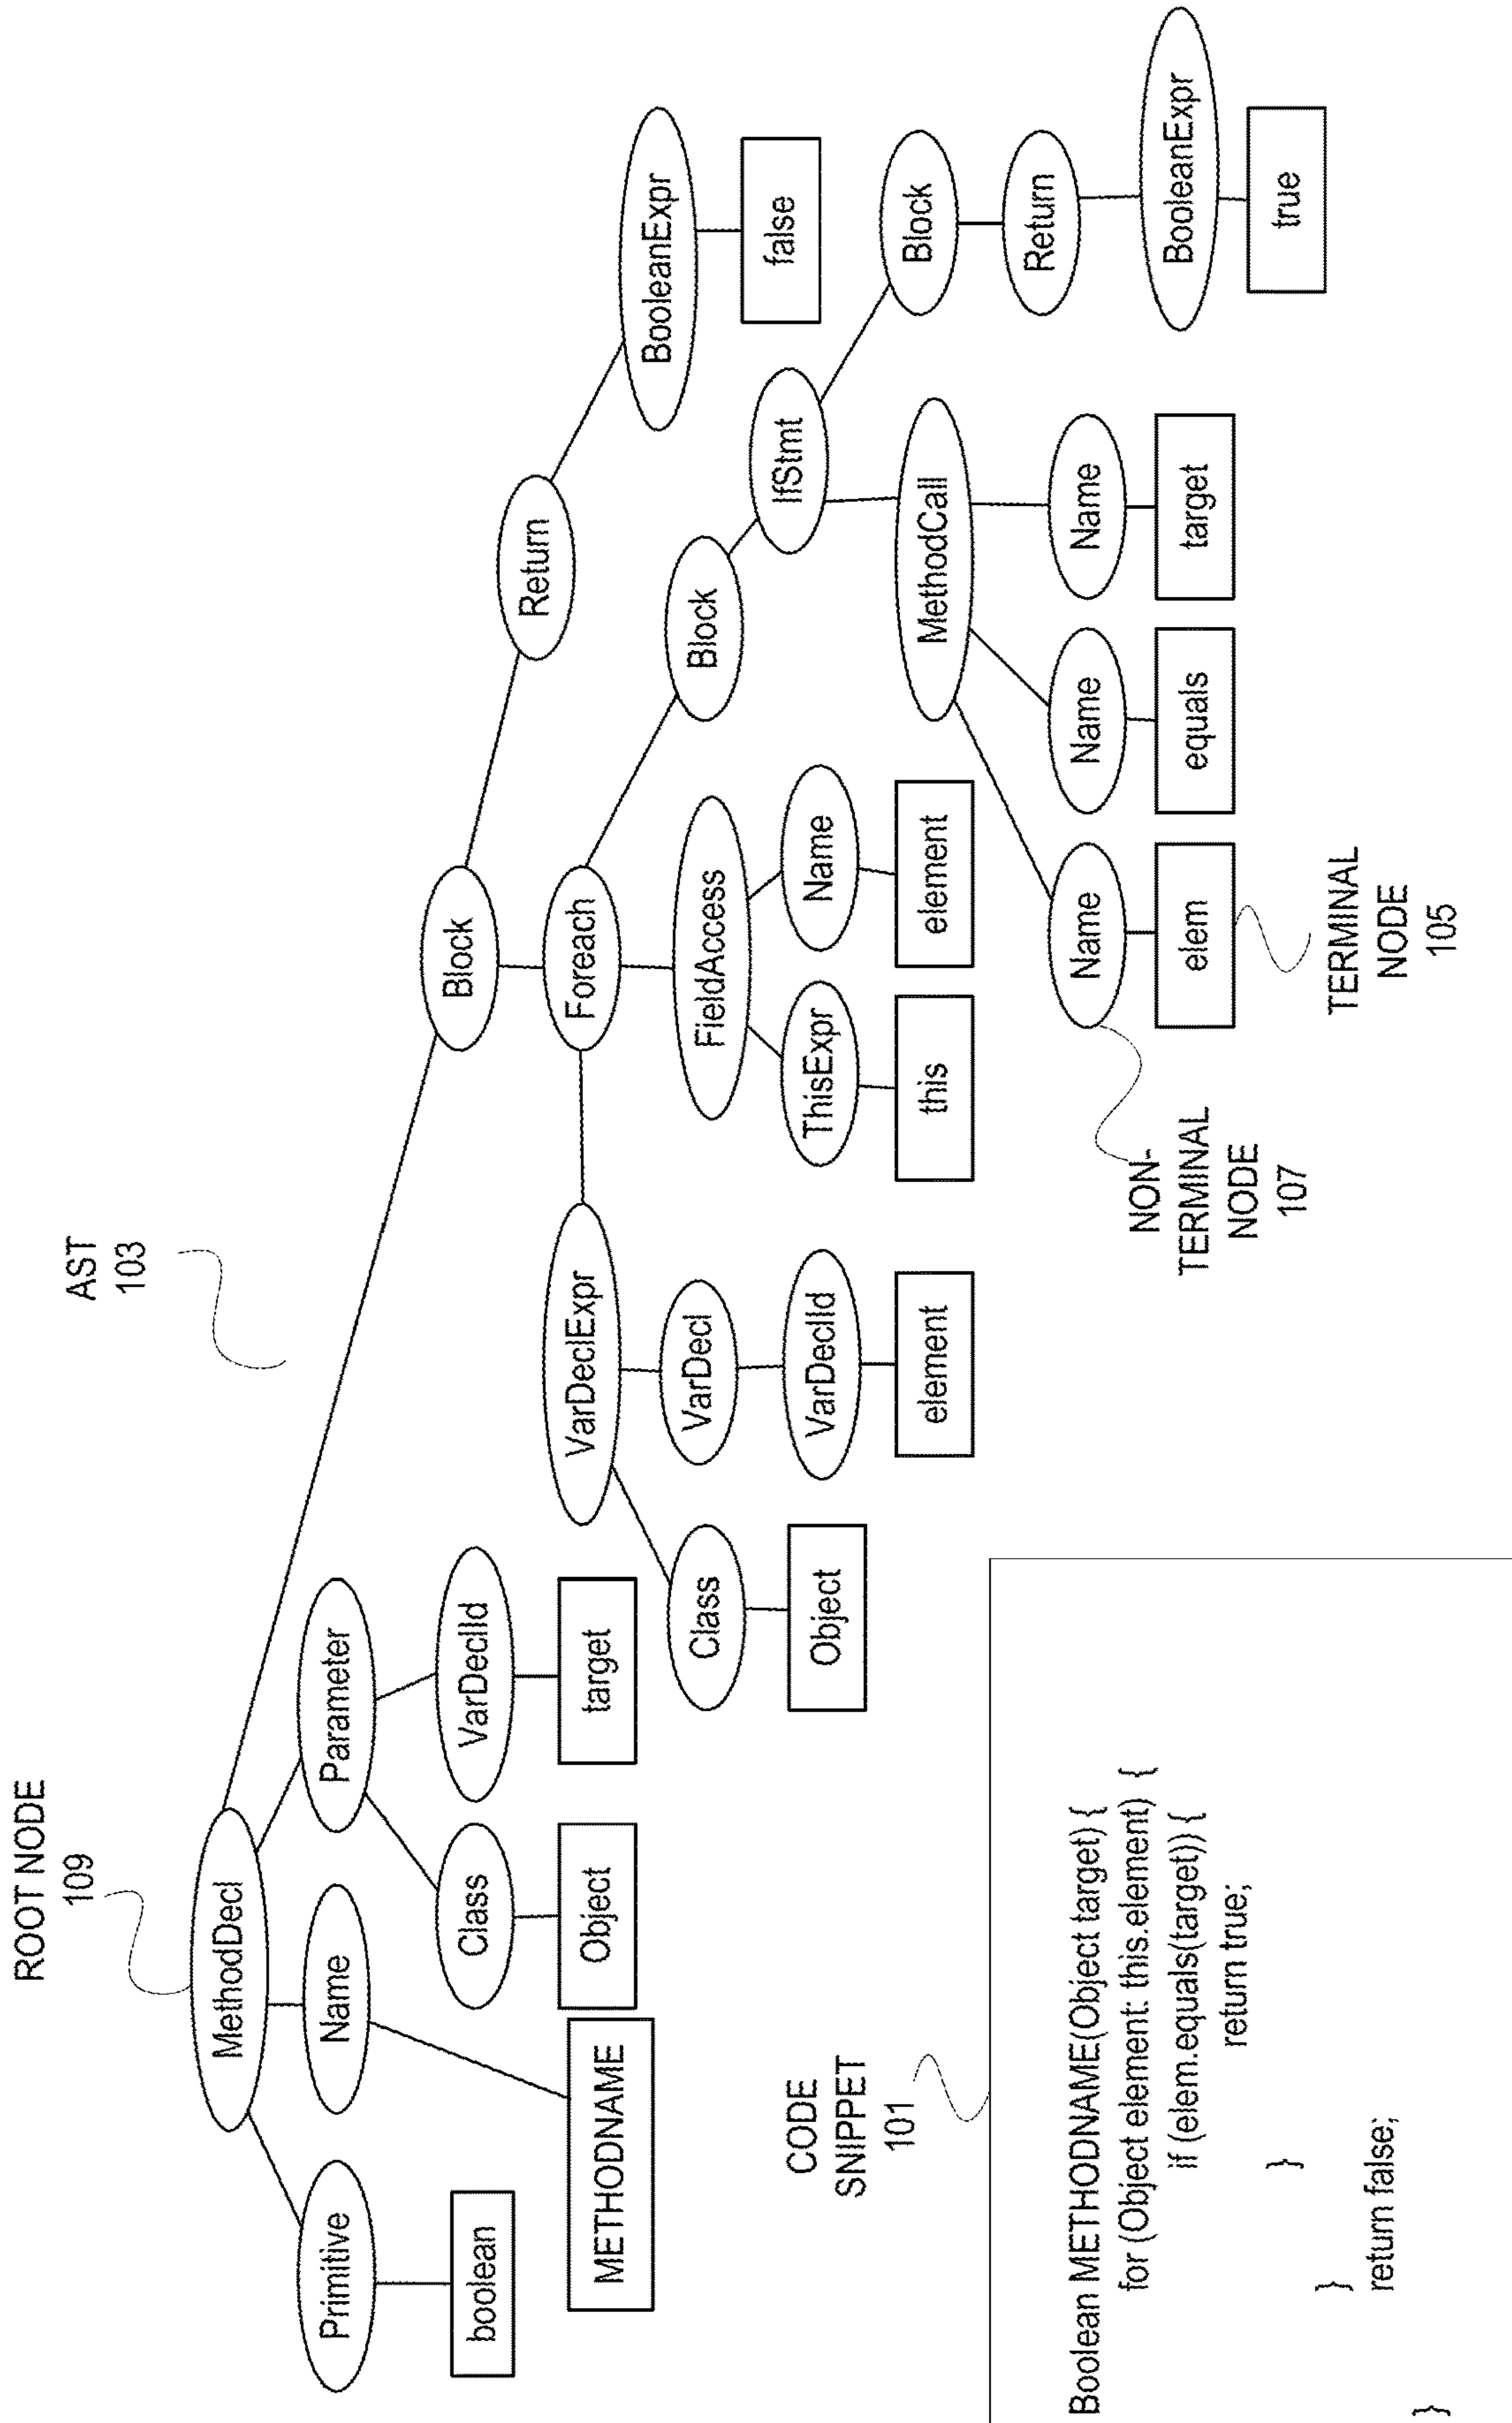 ROOT NODE
109
AST
103
MethodDecl
Primitive
Name
Parameter
Block
boolean
METHODNAME
Class
VarDeclId
Object
target
Return
Foreach
BooleanExpr
false
VarDeclExpr
FieldAccess
Block
Class
VarDecl
Object
VarDeclId
element
ThisExpr
Name
this
element
IfStmt
MethodCall
Block
Return
BooleanExpr
true
Name
Name
Name
elem
equals
target
NON-
TERMINAL
NODE
107
TERMINAL
NODE
105
CODE
SNIPPET
101
Boolean METHODNAME(Object target) {
for (Object element: this.element) {
if (elem.equals(target)) {
return true;
}
}
return false;
}